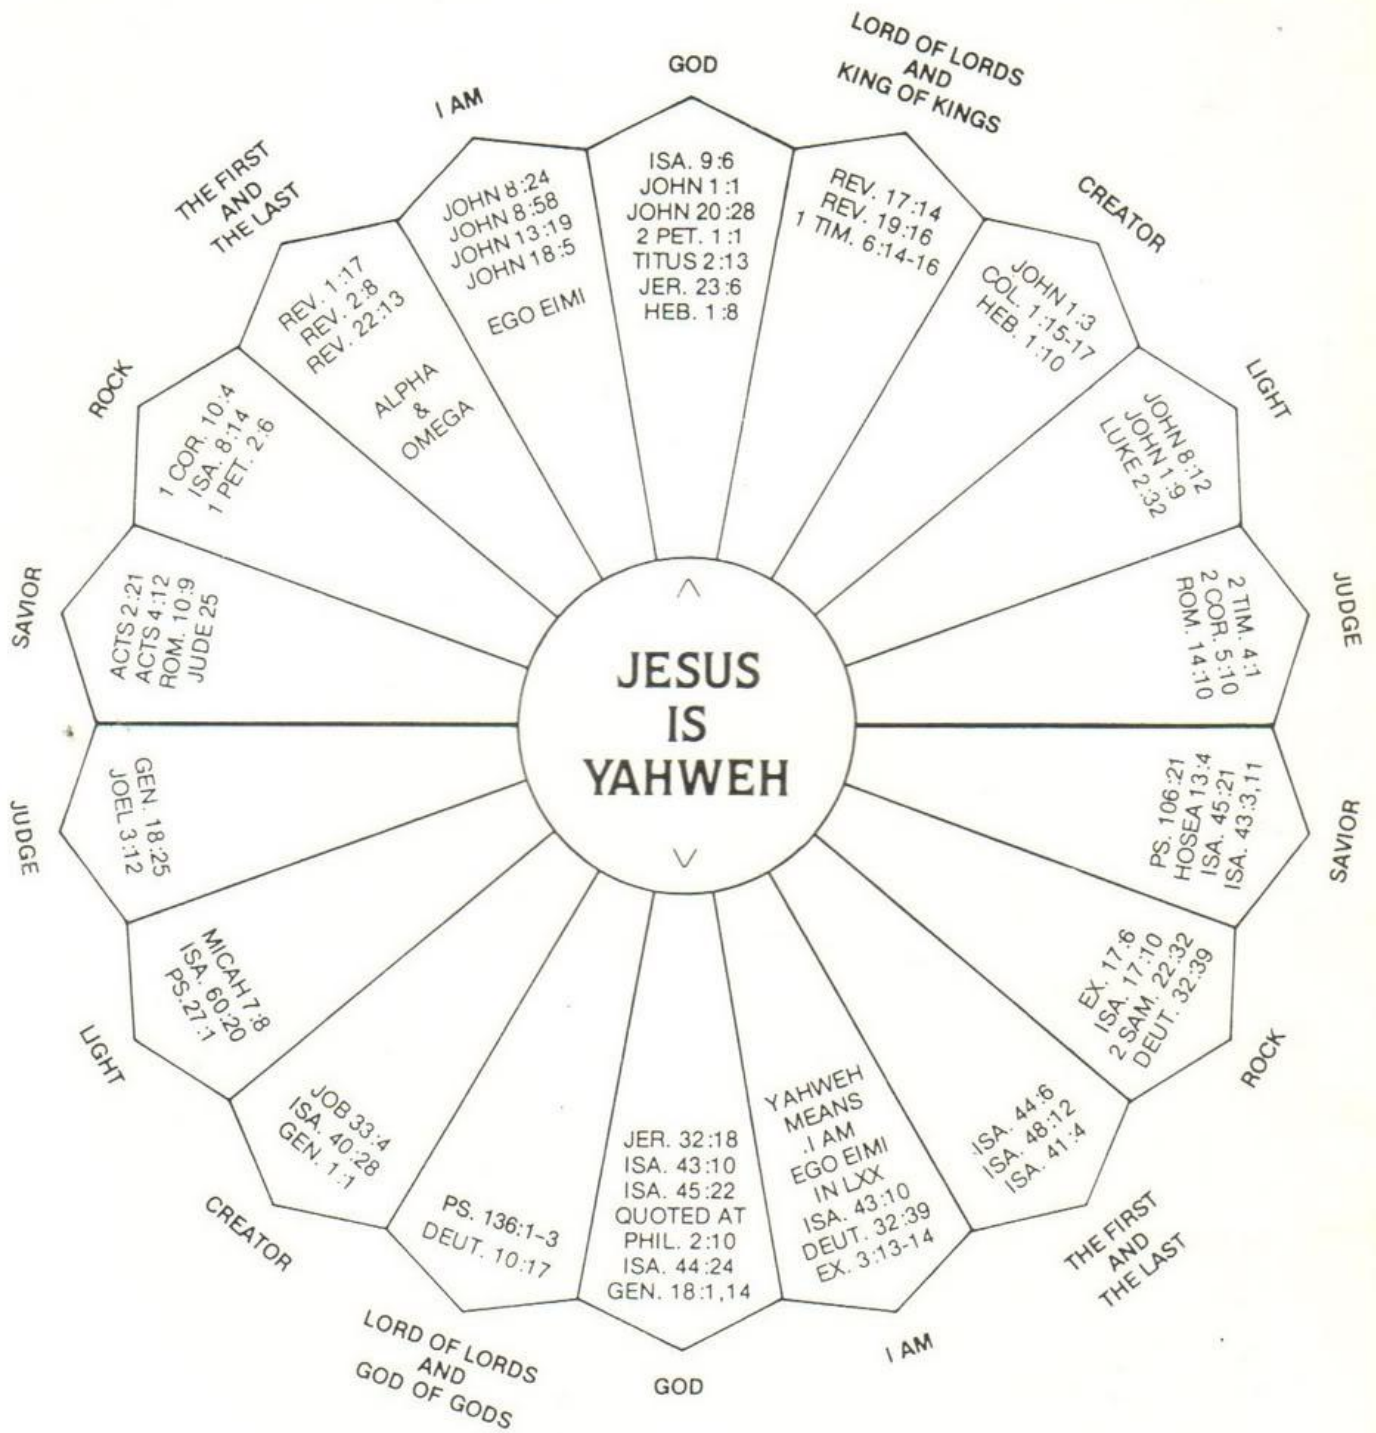 GOD
ISA. 9:6
JOHN 1:1
JOHN 20:28
2 PET. 1:1
TITUS 2:13
JER. 23:6
HEB. 1:8
LORD OF LORDS
AND
KING OF KINGS
REV. 17:14
REV. 19:16
1 TIM. 6:14-16
CREATOR
JOHN 1:3
COL. 1:15-17
HEB. 1:10
LIGHT
JOHN 8:12
JOHN 1:9
LUKE 2:32
JUDGE
2 TIM. 4:1
2 COR. 5:10
ROM. 14:10
SAVIOR
PS. 106:21
HOSEA 13:4
ISA. 45:21
ISA. 43:3,11
ROCK
EX. 17:6
ISA. 17:10
2 SAM. 22:32
DEUT. 32:39
THE FIRST
AND
THE LAST
ISA. 44:6
ISA. 48:12
ISA. 41:4
I AM
YAHWEH
MEANS
.I AM
EGO EIMI
IN LXX
ISA. 43:10
DEUT. 32:39
EX. 3:13-14
GOD
JER. 32:18
ISA. 43:10
ISA. 45:22
QUOTED AT
PHIL. 2:10
ISA. 44:24
GEN. 18:1,14
LORD OF LORDS
AND
GOD OF GODS
PS. 136:1-3
DEUT. 10:17
CREATOR
JOB 33:4
ISA. 40:28
GEN. 1:1
LIGHT
MICAH 7:8
ISA. 60:20
PS.27:1
JUDGE
GEN. 18:25
JOEL 3:12
SAVIOR
ACTS 2:21
ACTS 4:12
ROM. 10:9
JUDE 25
ROCK
1 COR. 10:4
ISA. 8:14
1 PET. 2:6
THE FIRST
AND
THE LAST
REV. 1:17
REV. 2:8
REV. 22:13
ALPHA
&
OMEGA
I AM
JOHN 8:24
JOHN 8:58
JOHN 13:19
JOHN 18:5
EGO EIMI
JESUS
IS
YAHWEH